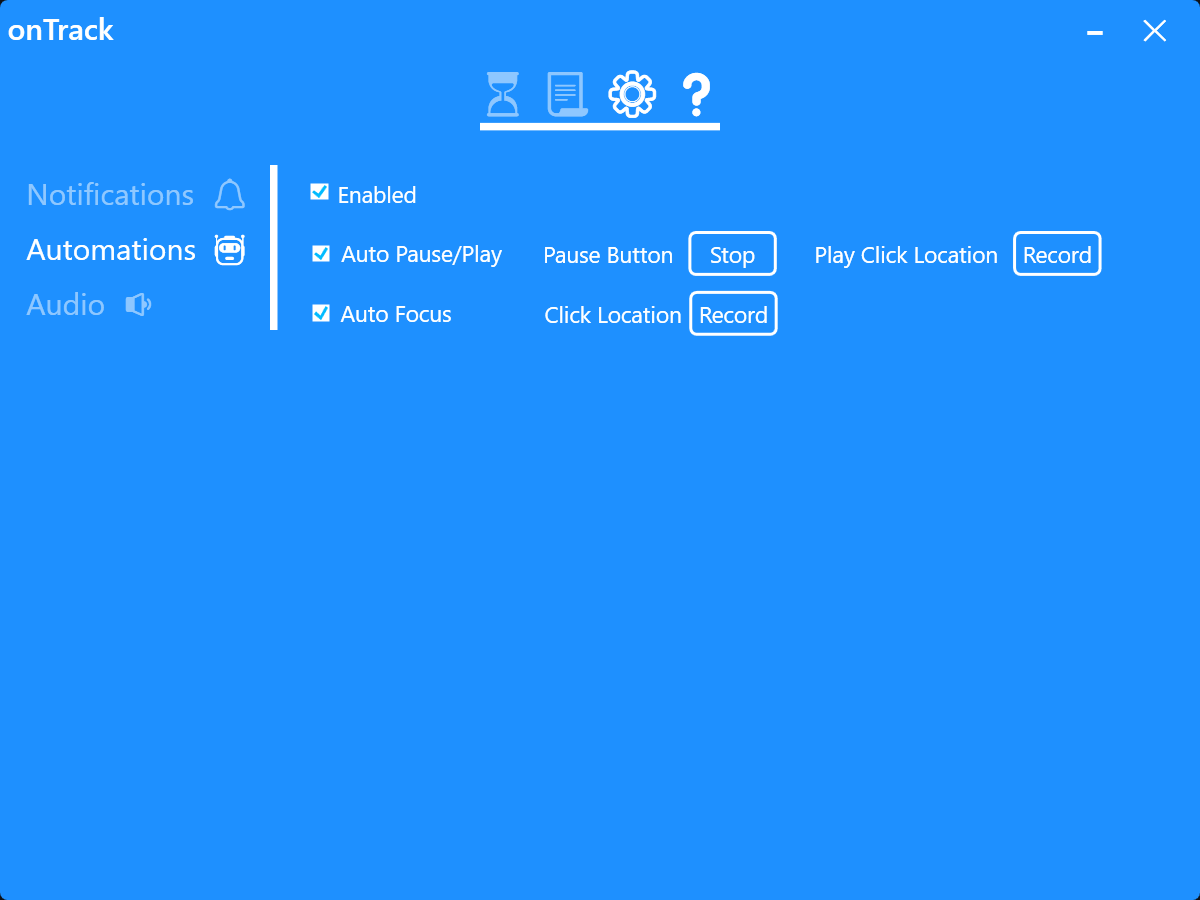 onTrack
Notifications
Automations
Audio
Enabled
Auto Pause/Play Pause Button Stop Play Click Location Record
Auto Focus Click Location Record